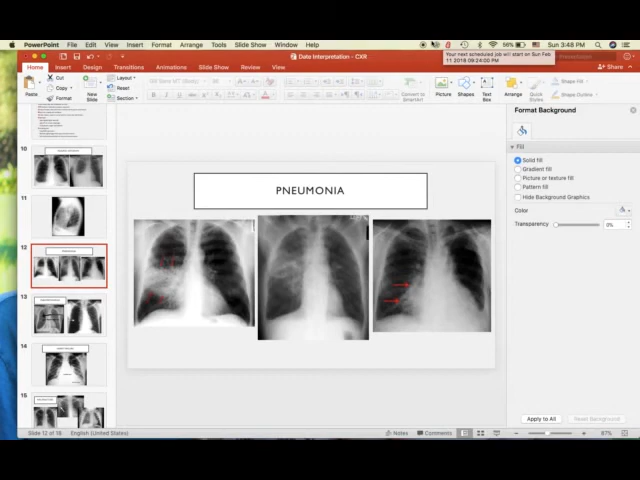 PowerPoint File Edit View Insert Format Arrange Tools Slide Show Window Help
56% Sun 3:48 PM
Your next scheduled job will start on Sun Feb
11 2018 09:24:00 PM
Date Interpretation - CXR
Home Insert Design Transitions Animations Slide Show Review View
Share
Paste
Cut
Copy
Format
New
Slide
Layout
Reset
Section
Convert to
SmartArt
Picture
Shapes
Text
Box
Arrange
Quick
Styles
Shape Fill
Shape Outline
10
11
12
13
14
15
PNEUMONIA
Format Background
Fill
Solid fill
Gradient fill
Picture or texture fill
Pattern fill
Hide Background Graphics
Color
Transparency
0%
Apply to All
Reset Background
Slide 12 of 18
English (United States)
Notes
Comments
97%